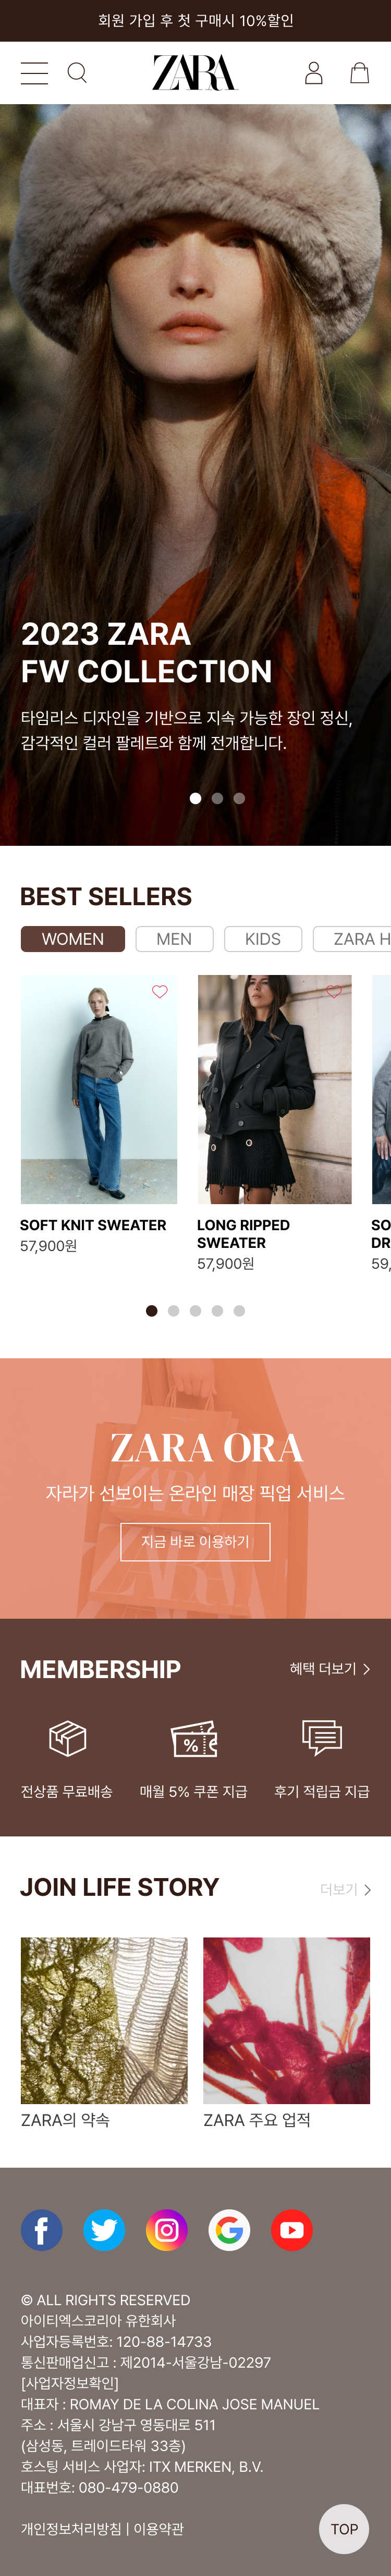 회원 가입 후 첫 구매시 10%할인
ZARA
2023 ZARA
FW COLLECTION
타임리스 디자인을 기반으로 지속 가능한 장인 정신,
감각적인 컬러 팔레트와 함께 전개합니다.
BEST SELLERS
WOMEN
MEN
KIDS
ZARA H
SOFT KNIT SWEATER
57,900원
LONG RIPPED
SWEATER
57,900원
SO
DR
59,
ZARA ORA
자라가 선보이는 온라인 매장 픽업 서비스
지금 바로 이용하기
MEMBERSHIP
혜택 더보기 >
%
전상품 무료배송
매월 5% 쿠폰 지급
후기 적립금 지급
JOIN LIFE STORY
더보기 >
ZARA의 약속
ZARA 주요 업적
© ALL RIGHTS RESERVED
아이티엑스코리아 유한회사
사업자등록번호: 120-88-14733
통신판매업신고 : 제2014-서울강남-02297
[사업자정보확인]
대표자 : ROMAY DE LA COLINA JOSE MANUEL
주소 : 서울시 강남구 영동대로 511
(삼성동, 트레이드타워 33층)
호스팅 서비스 사업자: ITX MERKEN, B.V.
대표번호: 080-479-0880
개인정보처리방침 | 이용약관
TOP